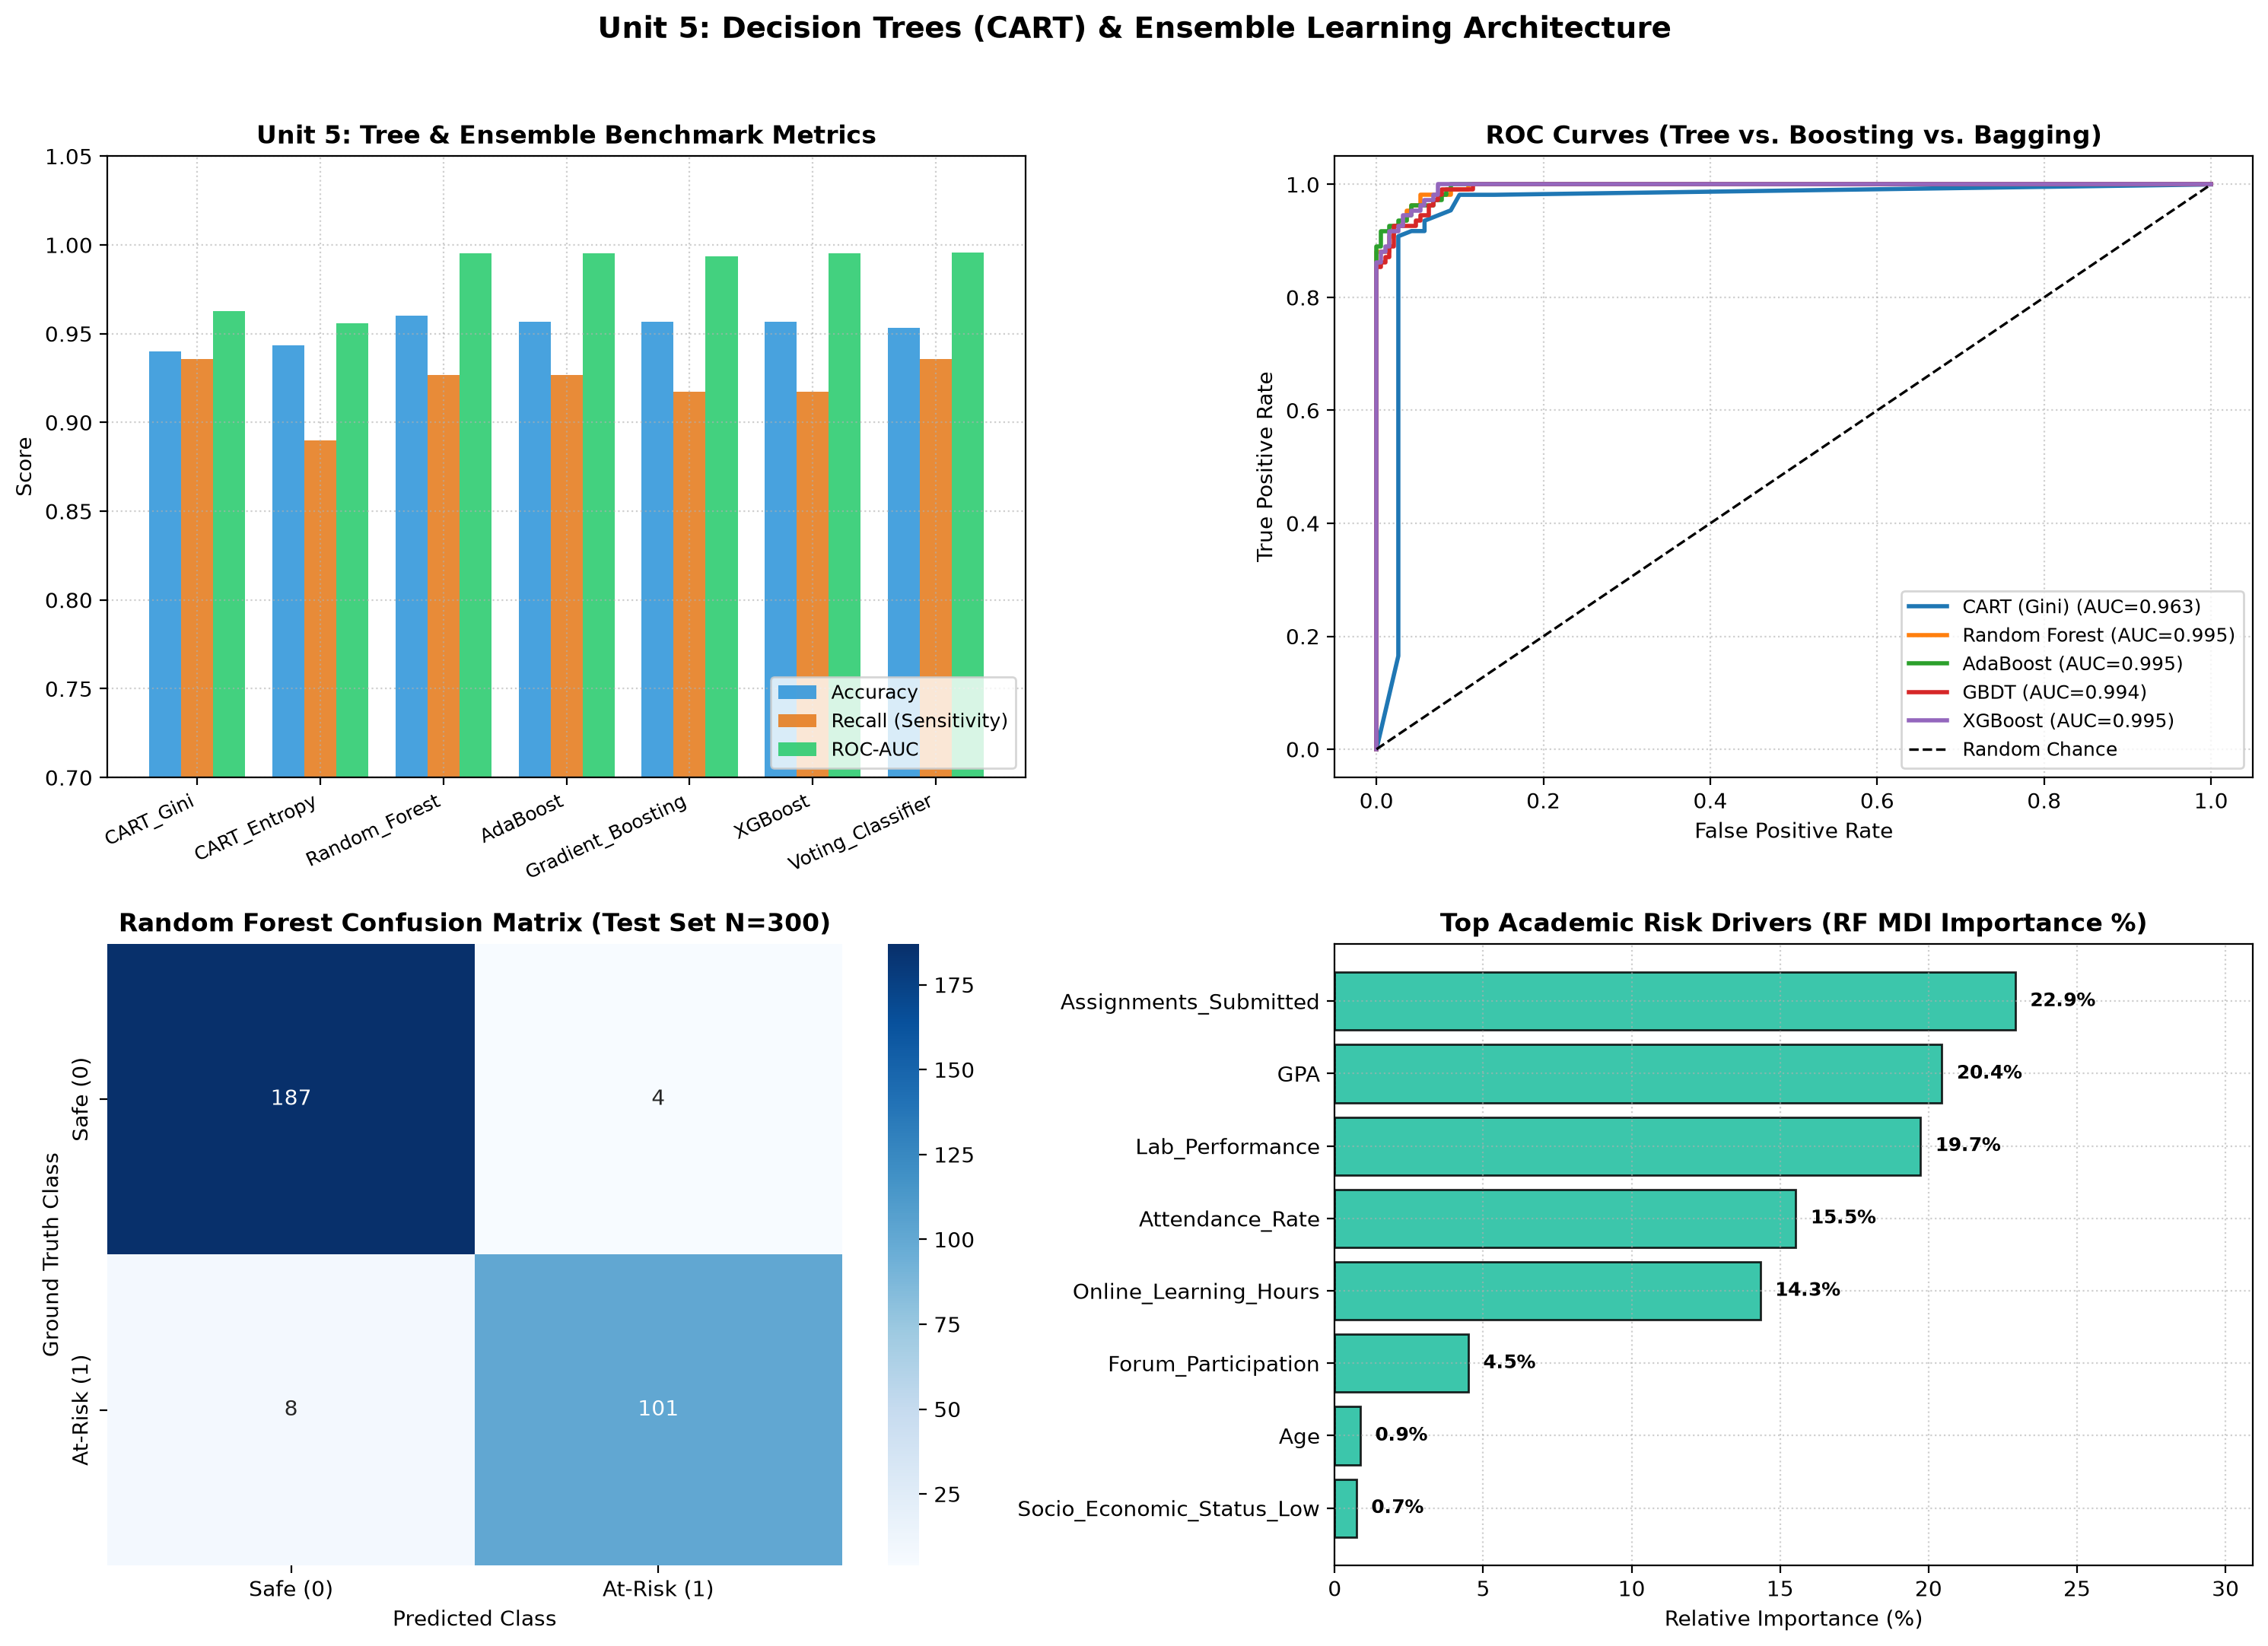 Unit 5: Decision Trees (CART) & Ensemble Learning Architecture
Unit 5: Tree & Ensemble Benchmark Metrics
1.05
1.00
0.95
0.90
0.85
0.80
0.75
0.70
Score
CART_Gini
CART_Entropy
Random_Forest
AdaBoost
Gradient_Boosting
XGBoost
Voting_Classifier
Accuracy
Recall (Sensitivity)
ROC-AUC
ROC Curves (Tree vs. Boosting vs. Bagging)
1.0
0.8
0.6
0.4
0.2
0.0
True Positive Rate
0.0 0.2 0.4 0.6 0.8 1.0
False Positive Rate
CART (Gini) (AUC=0.963)
Random Forest (AUC=0.995)
AdaBoost (AUC=0.995)
GBDT (AUC=0.994)
XGBoost (AUC=0.995)
Random Chance
Random Forest Confusion Matrix (Test Set N=300)
Ground Truth Class
Safe (0)
At-Risk (1)
187 4
8 101
Safe (0) At-Risk (1)
Predicted Class
175
150
125
100
75
50
25
Top Academic Risk Drivers (RF MDI Importance %)
Assignments_Submitted 22.9%
GPA 20.4%
Lab_Performance 19.7%
Attendance_Rate 15.5%
Online_Learning_Hours 14.3%
Forum_Participation 4.5%
Age 0.9%
Socio_Economic_Status_Low 0.7%
0 5 10 15 20 25 30
Relative Importance (%)